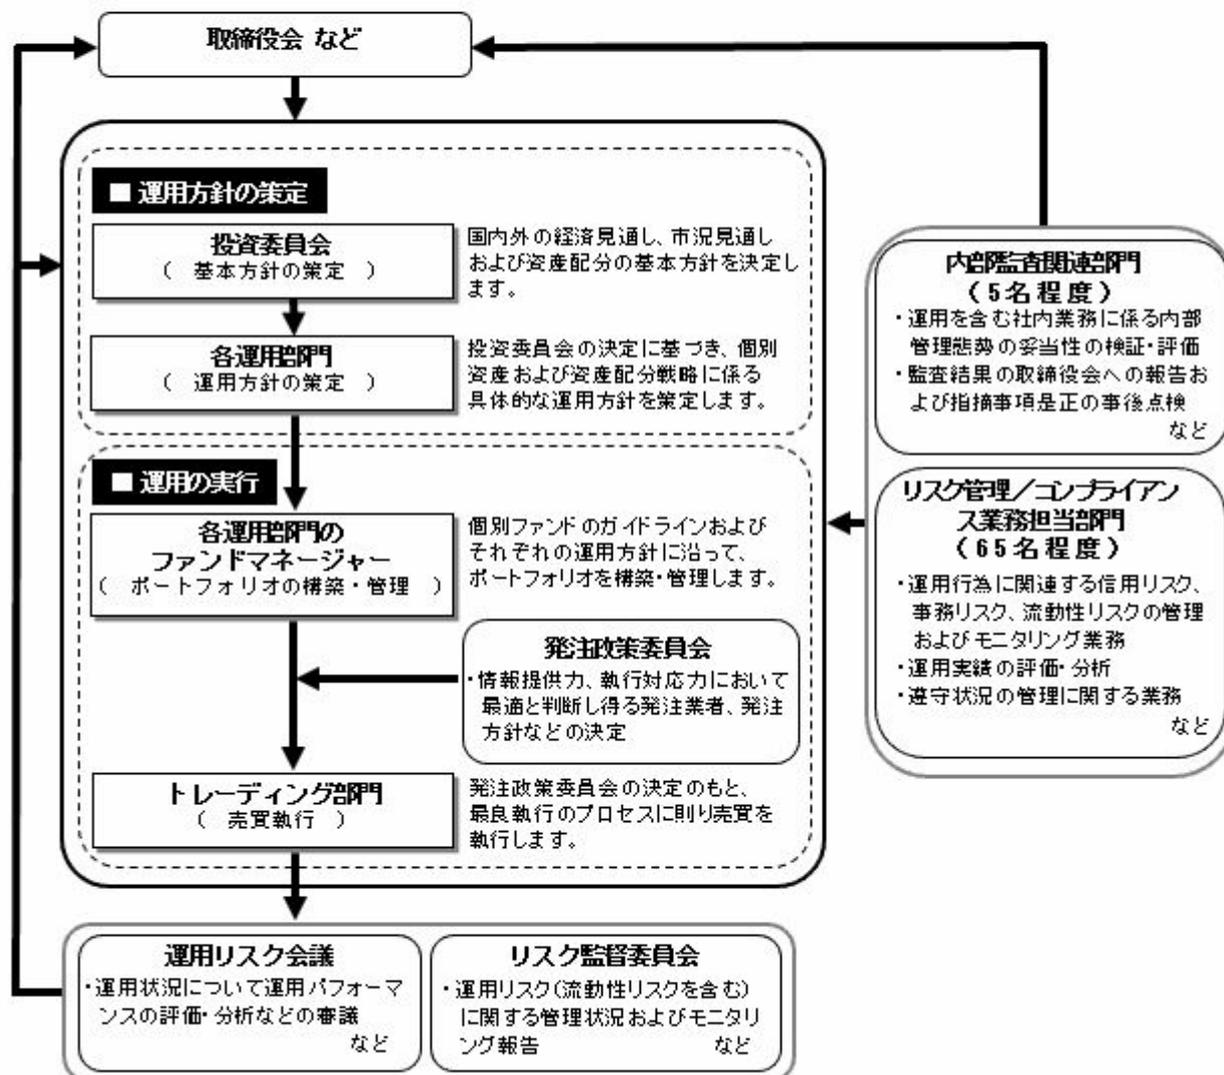 取締役会 など
■ 運用方針の策定
投資委員会
( 基本方針の策定 )
国内外の経済見通し、市況見通し
および資産配分の基本方針を決定し
ます。
各運用部門
( 運用方針の策定 )
投資委員会の決定に基づき、個別
資産および資産配分戦略に係る
具体的な運用方針を策定します。
■ 運用の実行
各運用部門の
ファンドマネージャー
( ポートフォリオの構築・管理 )
個別ファンドのガイドラインおよび
それぞれの運用方針に沿って、
ポートフォリオを構築・管理します。
発注政策委員会
・情報提供力、執行対応力において
最適と判断し得る発注業者、発注
方針などの決定
トレーディング部門
( 売買執行 )
発注政策委員会の決定のもと、
最良執行のプロセスに則り売買を
執行します。
内部監査関連部門
(5名程度)
・運用を含む社内業務に係る内部
管理態勢の妥当性の検証・評価
・監査結果の取締役会への報告お
よび指摘事項是正の事後点検
など
リスク管理/コンプライアン
ス業務担当部門
(65名程度)
・運用行為に関連する信用リスク、
事務リスク、流動性リスクの管理
およびモニタリング業務
・運用実績の評価・分析
・遵守状況の管理に関する業務
など
運用リスク会議
・運用状況について運用パフォーマ
ンスの評価・分析などの審議
など
リスク監督委員会
・運用リスク(流動性リスクを含む)
に関する管理状況およびモニタリ
ング報告 など